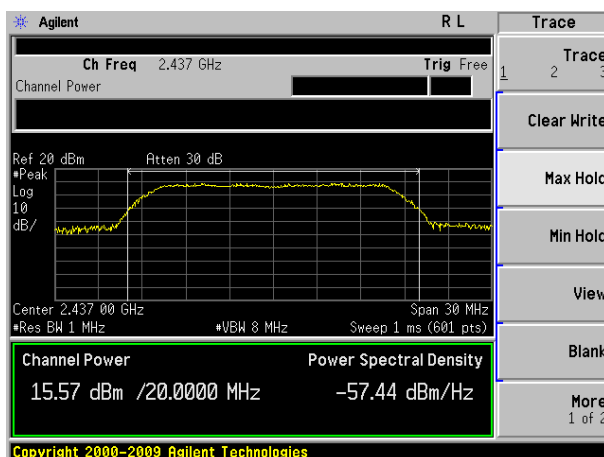 Agilent R L Trace
Ch Freq 2.437 GHz Trig Free
Channel Power
Trace
1 2 3
Clear Write
Max Hold
Min Hold
View
Blank
More
1 of 2
Ref 20 dBm Atten 30 dB
#Peak
Log
10
dB/
Center 2.437 00 GHz Span 30 MHz
#Res BW 1 MHz #VBW 8 MHz Sweep 1 ms (601 pts)
Channel Power Power Spectral Density
15.57 dBm /20.0000 MHz -57.44 dBm/Hz
Copyright 2000-2009 Agilent Technologies